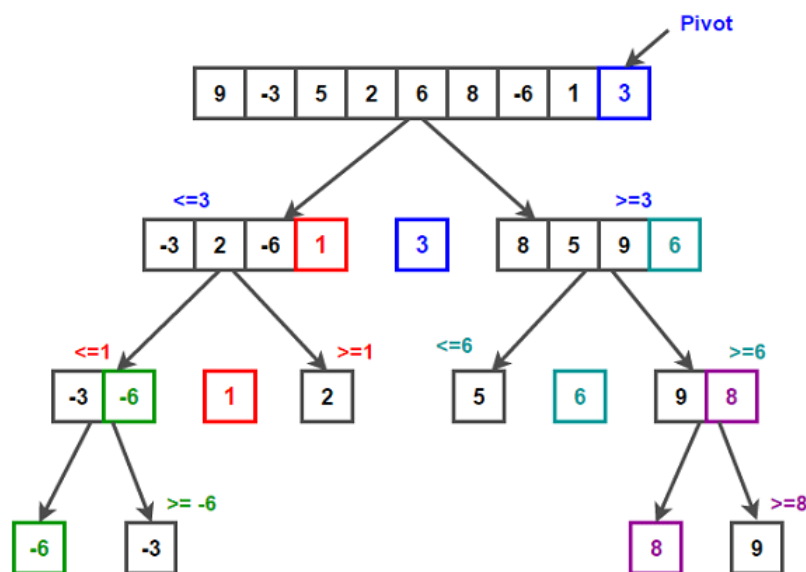 Pivot
9 -3 5 2 6 8 -6 1 3
<=3 >=3
-3 2 -6 1 3 8 5 9 6
<=1 >=1 <=6 >=6
-3 -6 1 2 5 6 9 8
>= -6 >=8
-6 -3 8 9